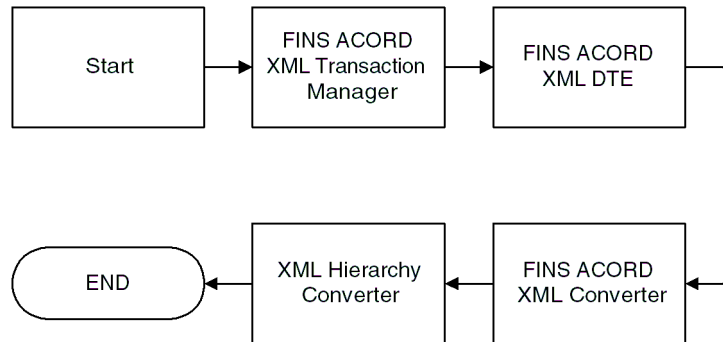 Start
FINS ACORD
XML Transaction
Manager
FINS ACORD
XML DTE
FINS ACORD
XML Converter
XML Hierarchy
Converter
END